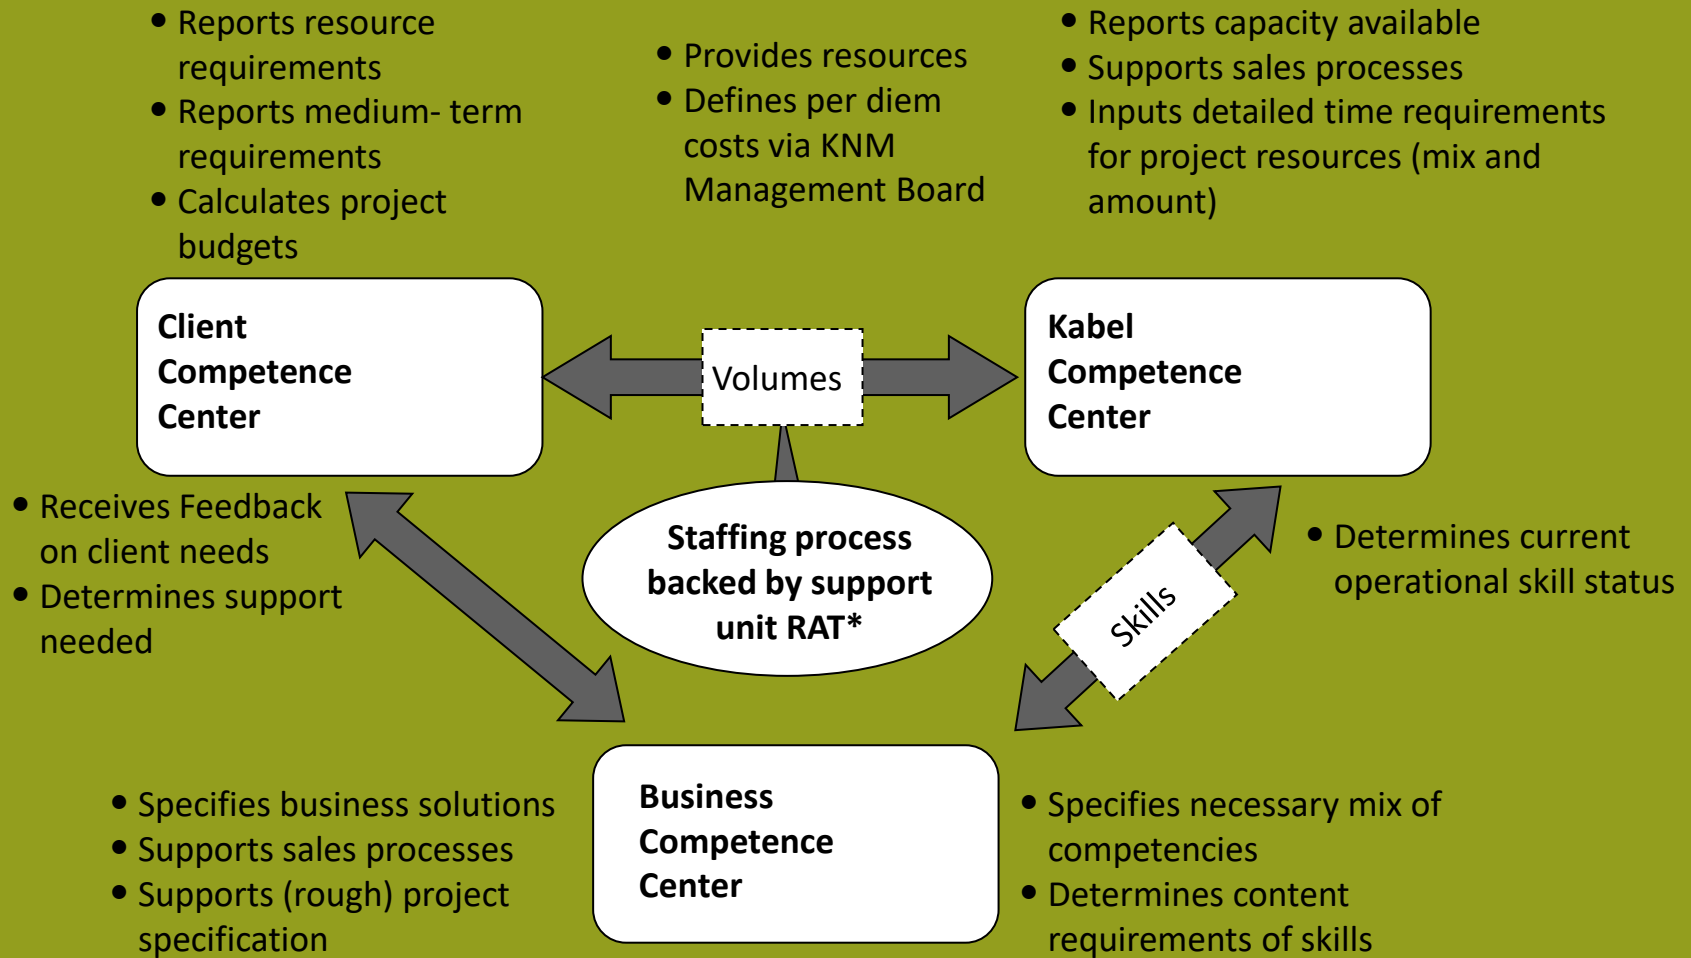 • Reports resource
requirements
• Reports medium- term
requirements
• Calculates project
budgets
• Provides resources
• Defines per diem
costs via KNM
Management Board
• Reports capacity available
• Supports sales processes
• Inputs detailed time requirements
for project resources (mix and
amount)
Client
Competence
Center
Volumes
Kabel
Competence
Center
• Receives Feedback
on client needs
• Determines support
needed
Staffing process
backed by support
unit RAT*
Skills
• Determines current
operational skill status
• Specifies business solutions
• Supports sales processes
• Supports (rough) project
specification
Business
Competence
Center
• Specifies necessary mix of
competencies
• Determines content
requirements of skills